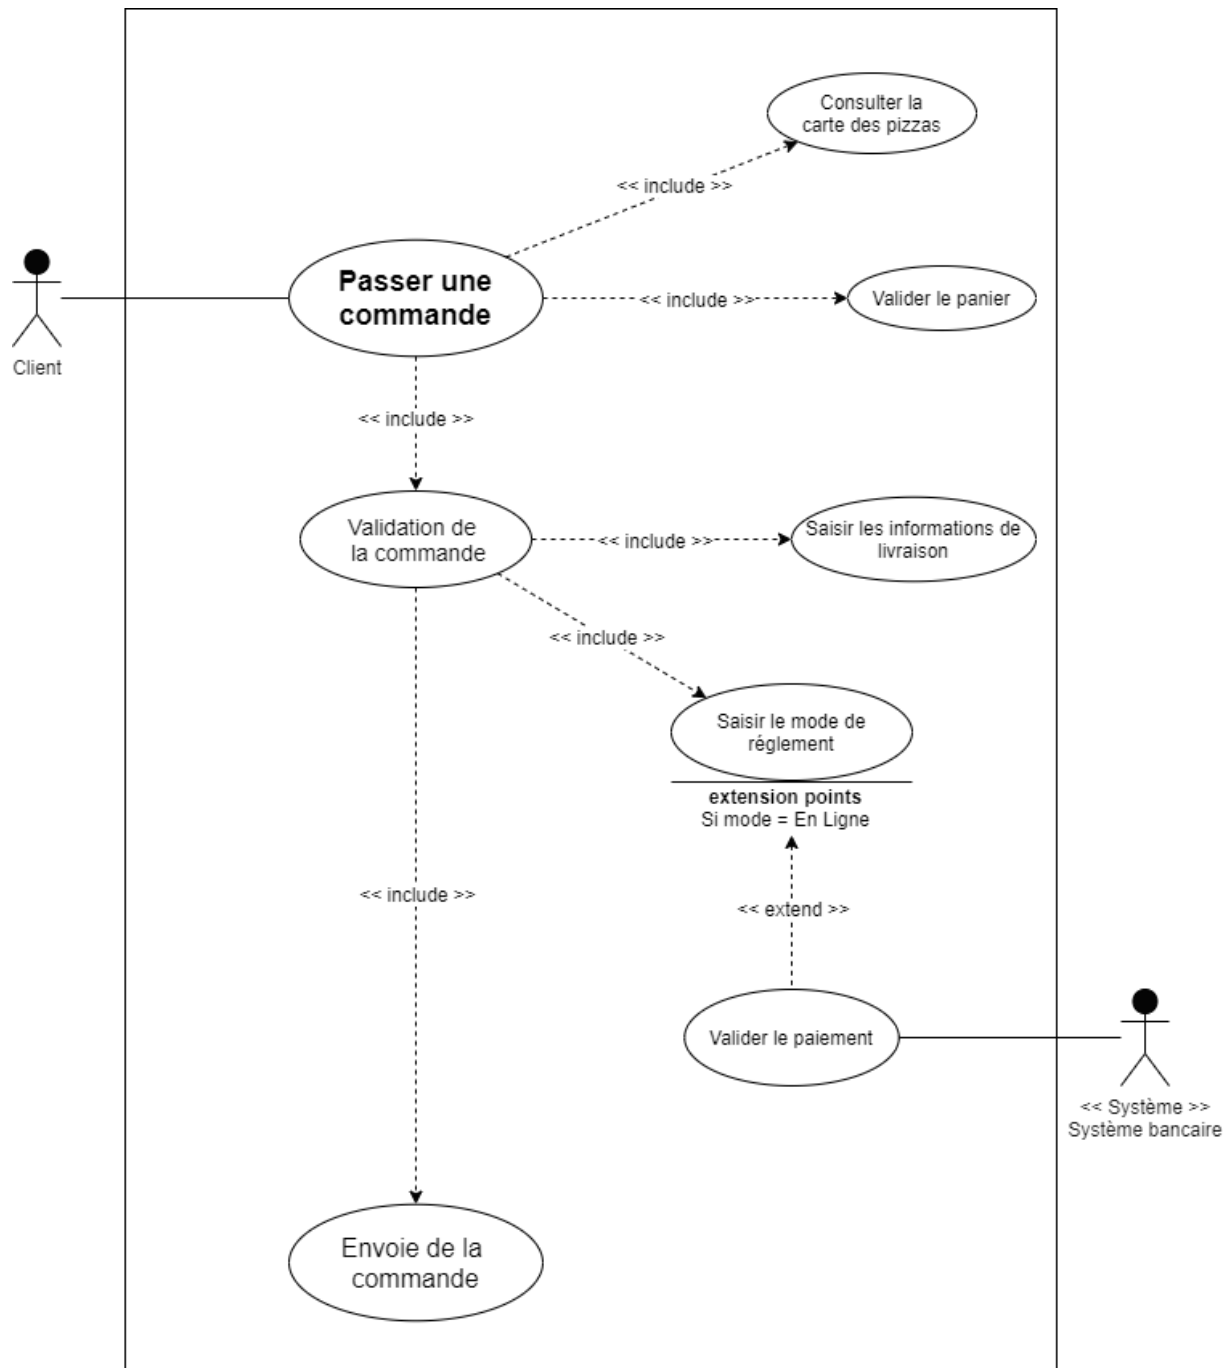 Consulter la
carte des pizzas
<< include >>
Passer une
commande
<< include >>
Valider le panier
Client
<< include >>
Validation de
la commande
<< include >>
Saisir les informations de
livraison
<< include >>
Saisir le mode de
réglement
extension points
Si mode = En Ligne
<< include >>
<< extend >>
Valider le paiement
<< Système >>
Système bancaire
Envoie de la
commande